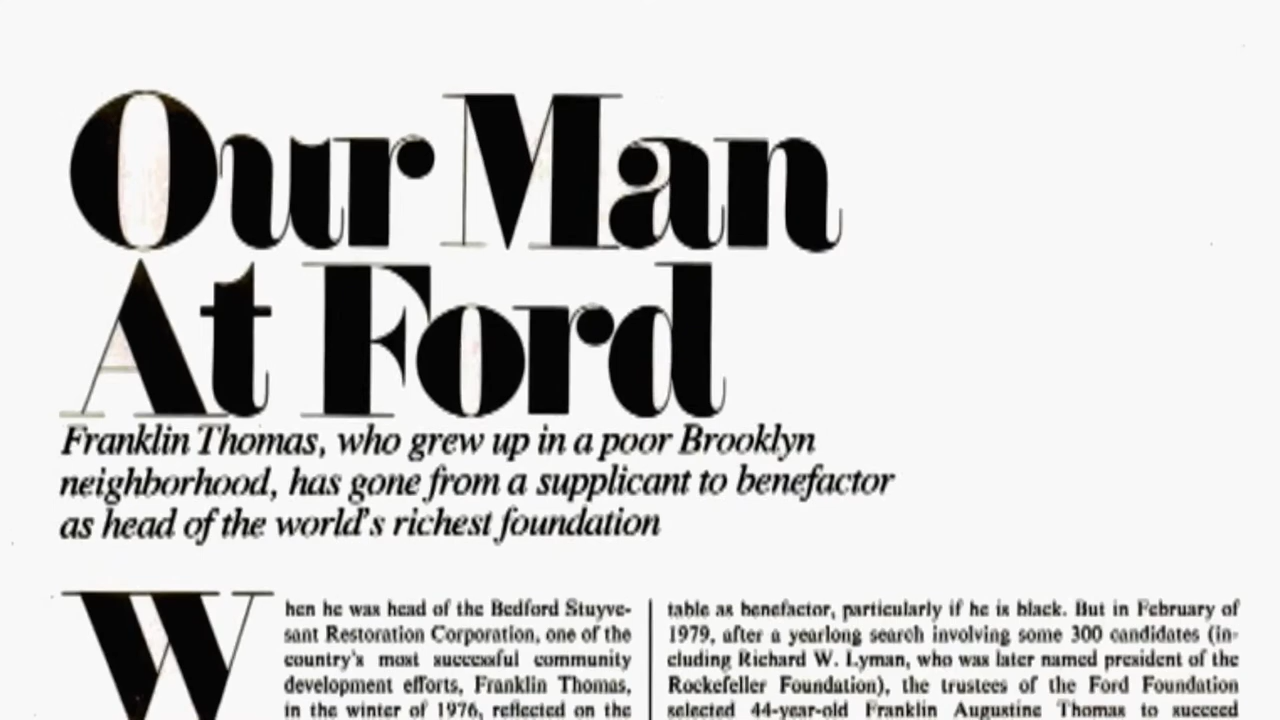 Our Man
At Ford
Franklin Thomas, who grew up in a poor Brooklyn
neighborhood, has gone from a supplicant to benefactor
as head of the world's richest foundation
When he was head of the Bedford Stuyve-
sant Restoration Corporation, one of the
country's most successful community
development efforts, Franklin Thomas,
in the winter of 1976, reflected on the
table as benefactor, particularly if he is black. But in February of
1979, after a yearlong search involving some 300 candidates (in-
cluding Richard W. Lyman, who was later named president of the
Rockefeller Foundation), the trustees of the Ford Foundation
selected 44-year-old Franklin Augustine Thomas to succeed